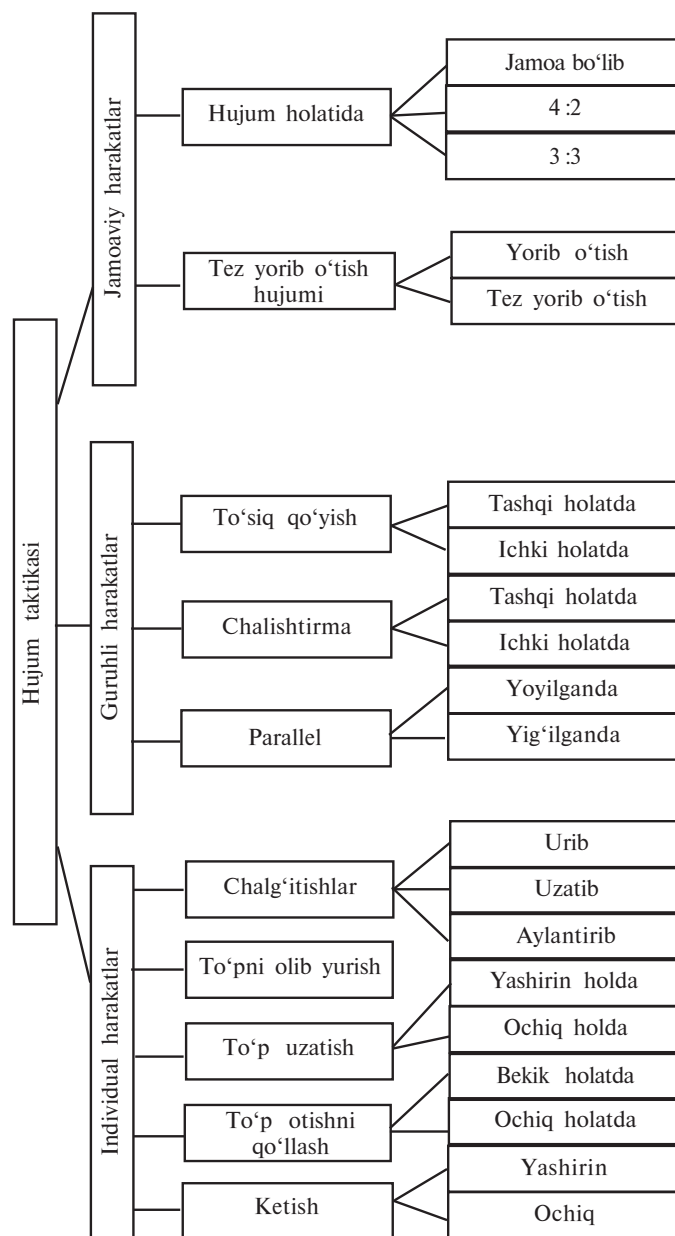 Hujum taktikasi
Jamoaviy harakatlar
Hujum holatida
Jamoa bo‘lib
4:2
3:3
Tez yorib o‘tish
hujumi
Yorib o‘tish
Tez yorib o‘tish
Guruhli harakatlar
To‘siq qo‘yish
Tashqi holatda
Ichki holatda
Chalishtirma
Tashqi holatda
Ichki holatda
Parallel
Yoyilganda
Yig‘ilganda
Individual harakatlar
Chalg‘itishlar
Urib
Uzatib
Aylantirib
To‘pni olib yurish
To‘p uzatish
Yashirin holda
Ochiq holda
To‘p otishni
qo‘llash
Bekik holatda
Ochiq holatda
Ketish
Yashirin
Ochiq